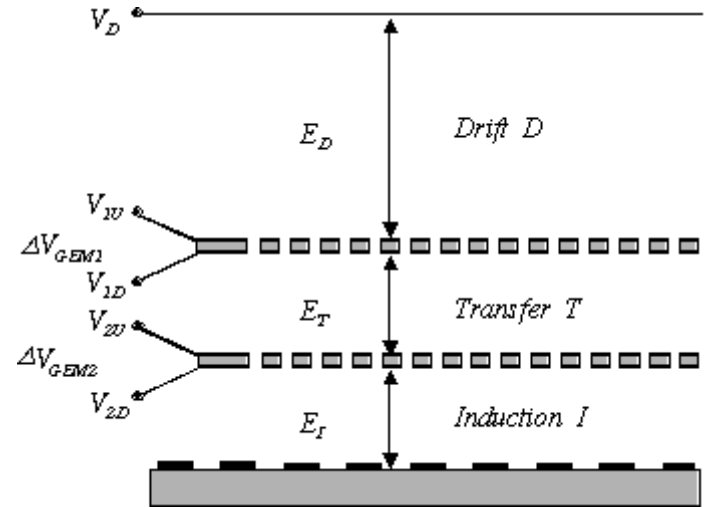 V_D
E_D Drift D
V_1U
ΔV_GEM1
V_1D
E_T Transfer T
V_2U
ΔV_GEM2
V_2D
E_I Induction I